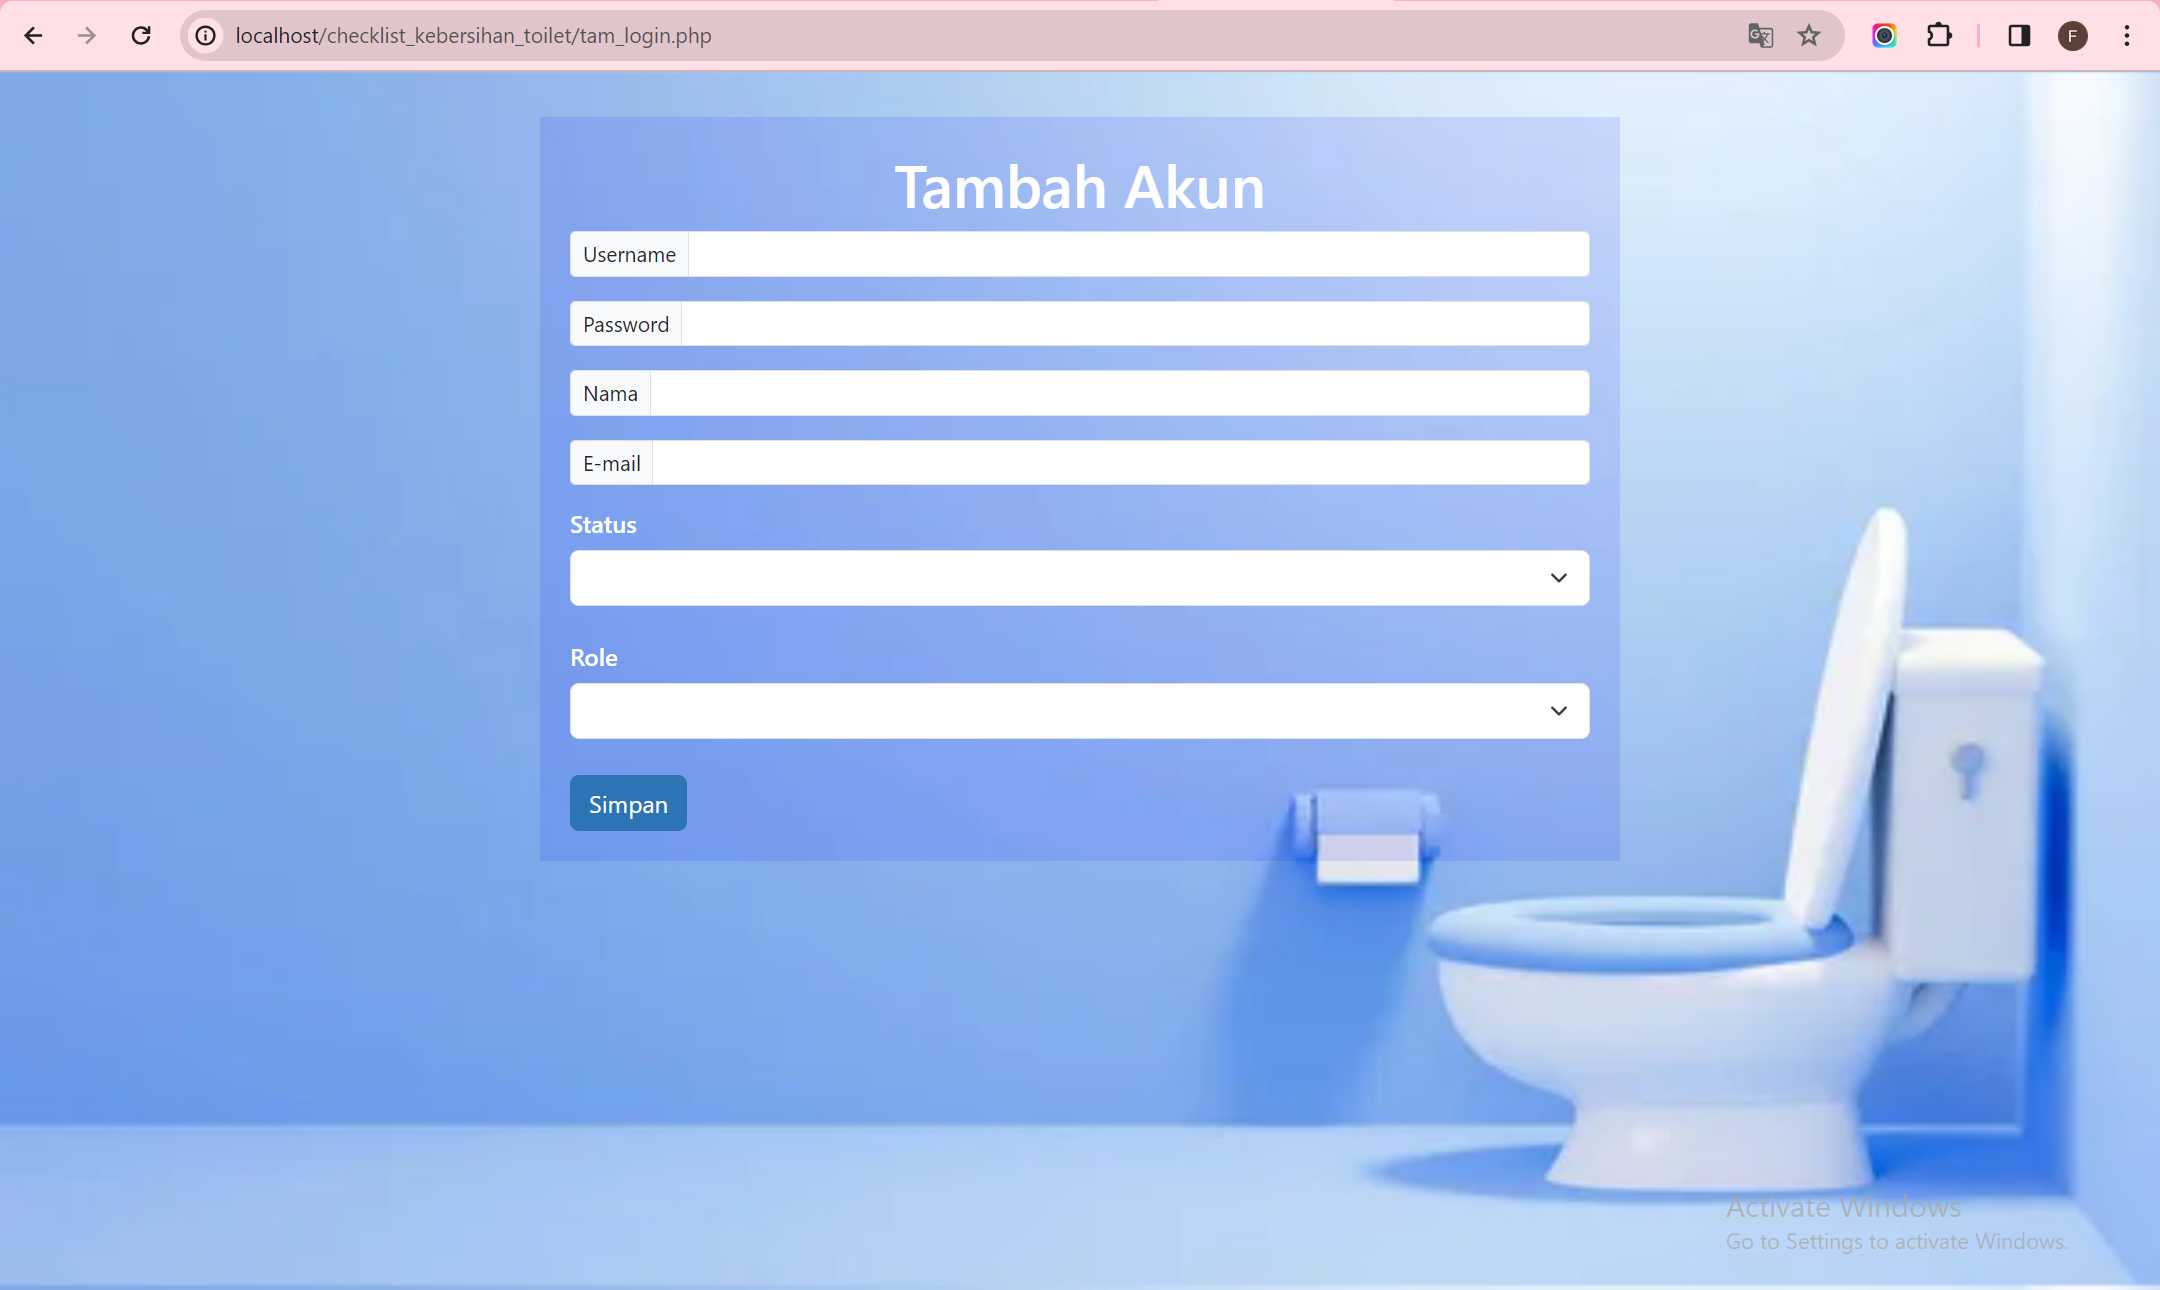 localhost/checklist_kebersihan_toilet/tam_login.php
F
Tambah Akun
Username
Password
Nama
E-mail
Status
Role
Simpan
Activate Windows
Go to Settings to activate Windows.